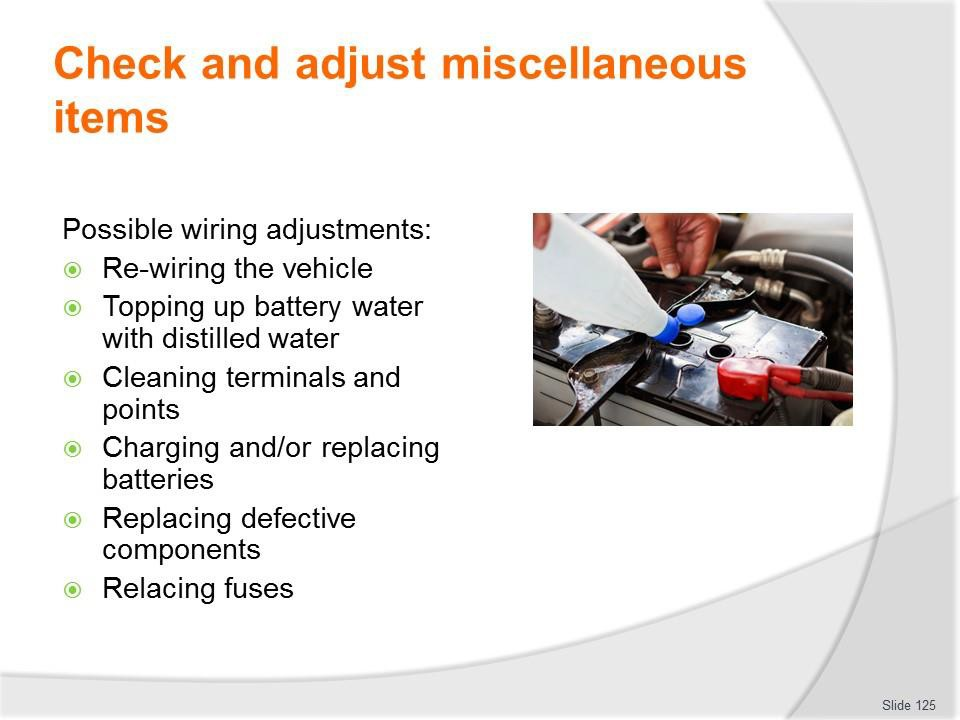 Check and adjust miscellaneous
items
Possible wiring adjustments:
Re-wiring the vehicle
Topping up battery water
with distilled water
Cleaning terminals and
points
Charging and/or replacing
batteries
Replacing defective
components
Relacing fuses
Slide 125